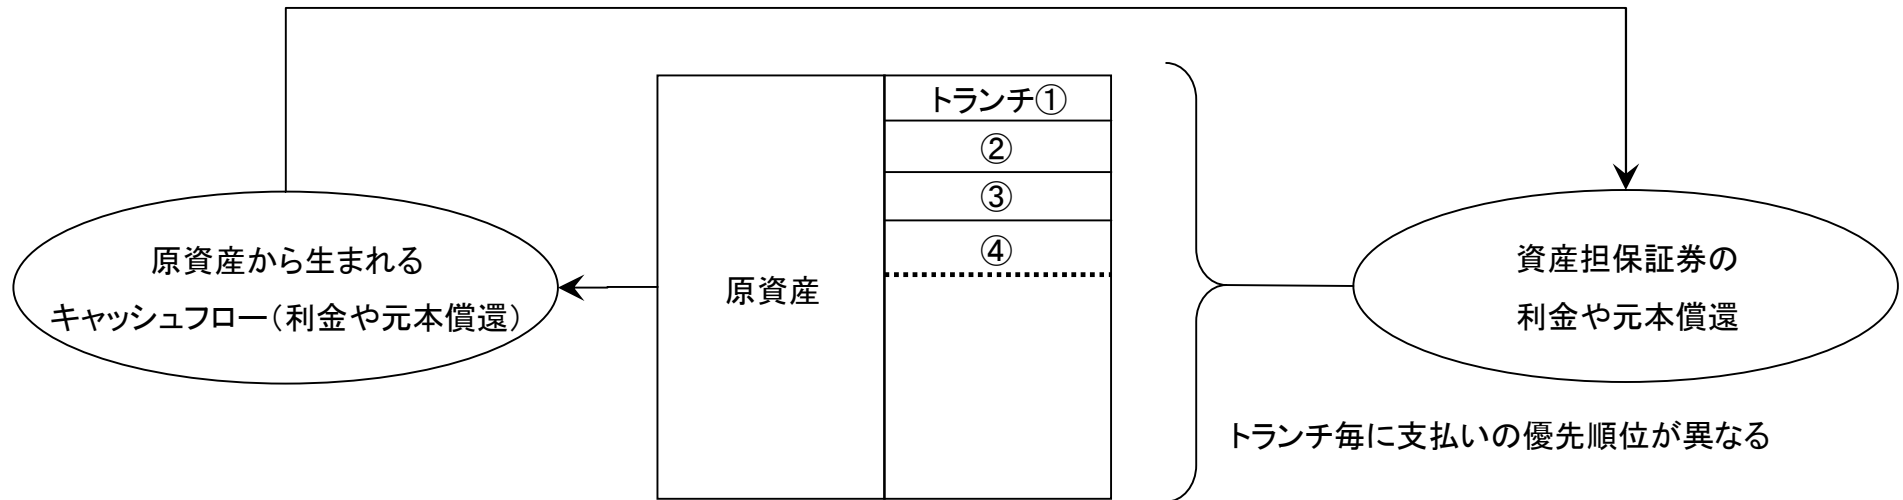 トランチ①
②
③
④
原資産
原資産から生まれる
キャッシュフロー(利金や元本償還)
資産担保証券の
利金や元本償還
トランチ毎に支払いの優先順位が異なる